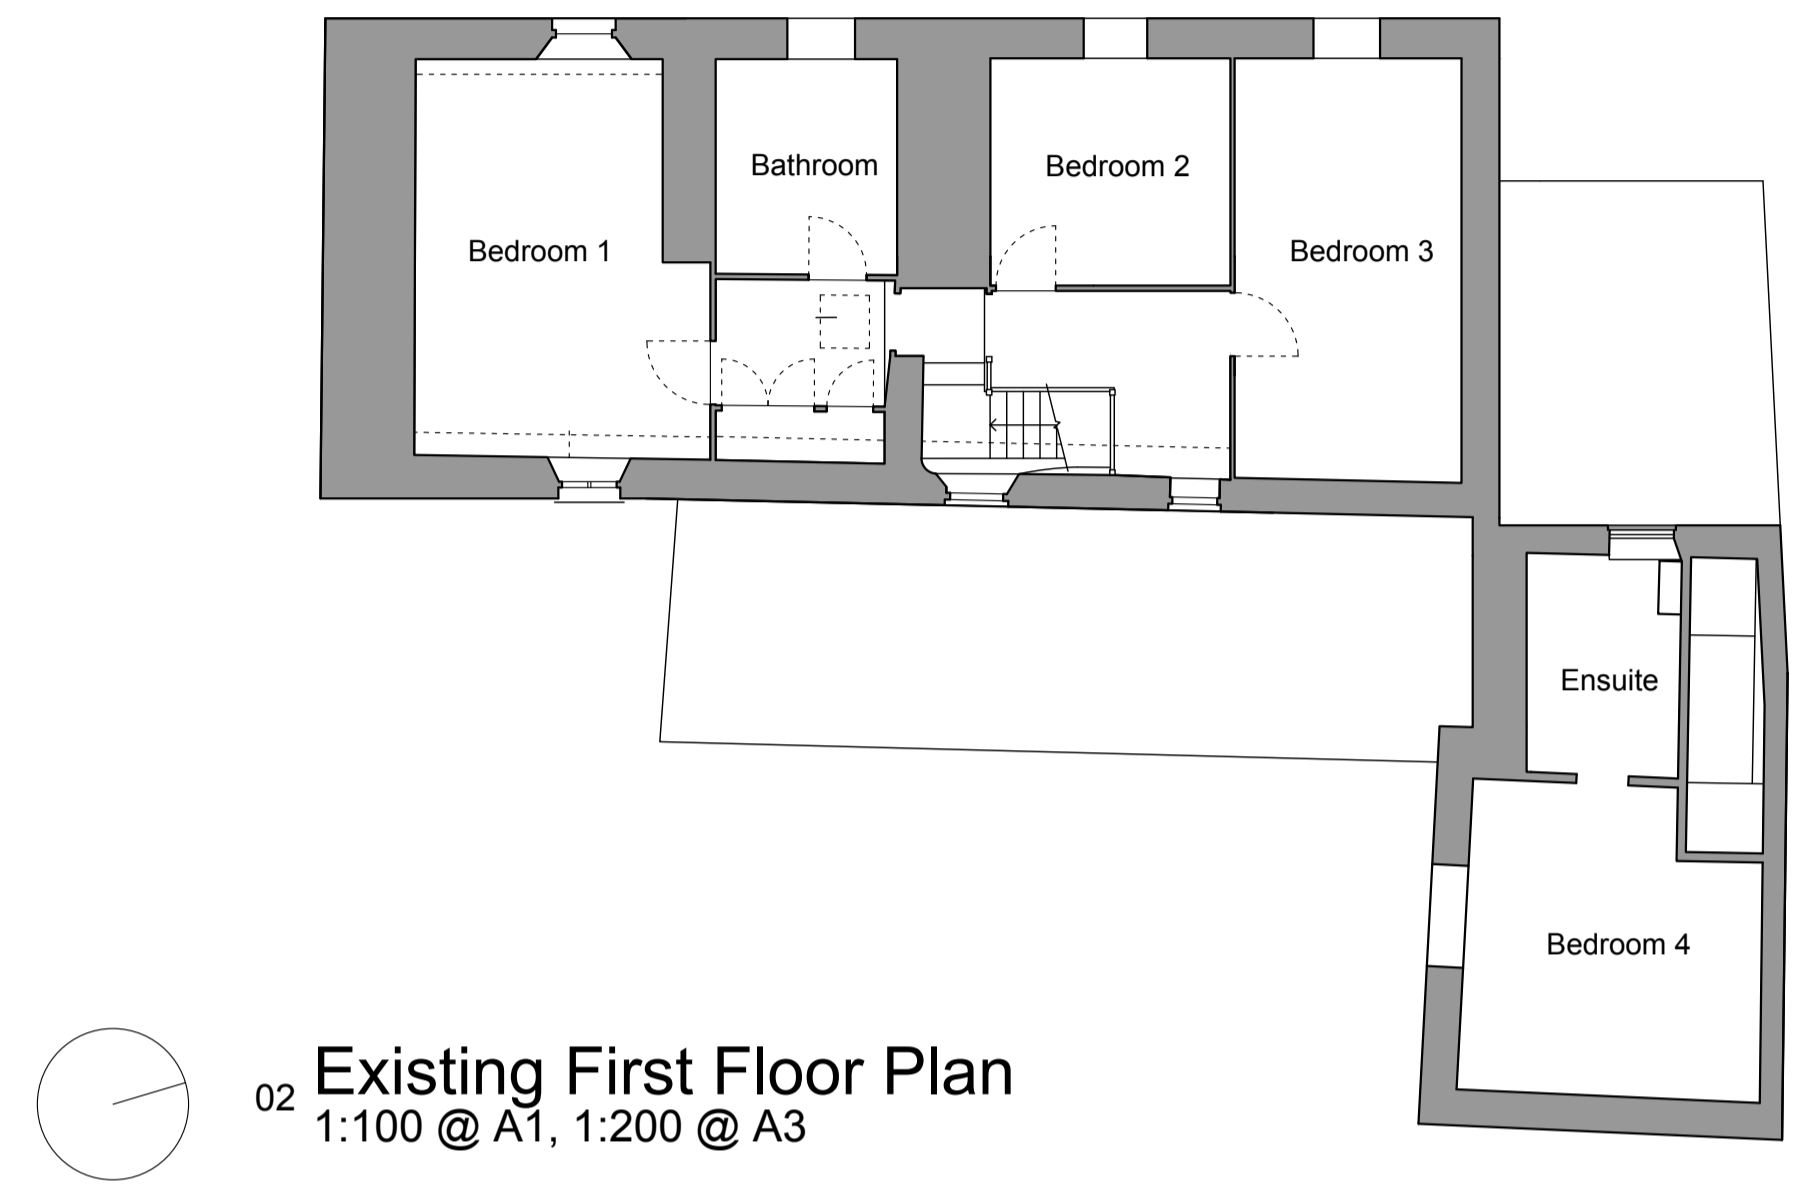 Bathroom
Bedroom 2
Bedroom 1
Bedroom 3
Ensuite
Bedroom 4
02 Existing First Floor Plan
1:100 @ A1, 1:200 @ A3